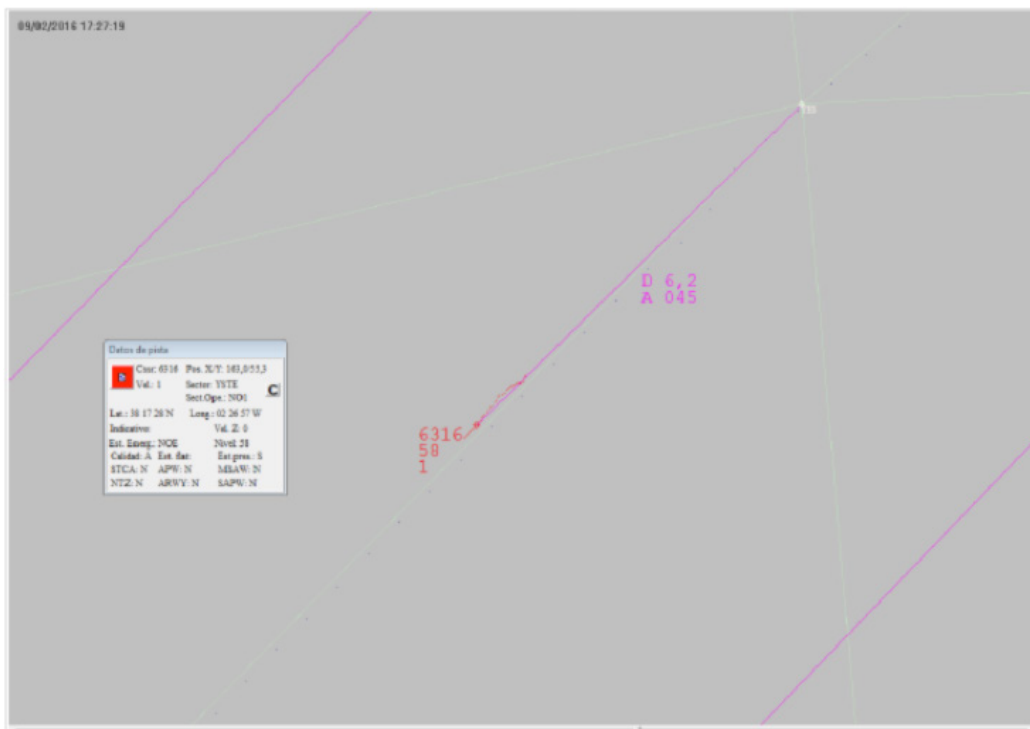 09/02/2016 17:27:19
D 6,2
A 045
Datos de pista
Cssr: 6316 Pos. X/Y: 163,0/55,3
Vel.: 1 Sector: YSTE
C
Sect.Ope.: NO1
Lat.: 38 17 28 N Long.: 02 26 57 W
Indicativo: Vel. Z: 0
Est. Emerg.: NOE Nivel: 58
Calidad: A Est. flat: Est.pres.: S
STCA: N APW: N MSAW: N
NTZ: N ARWY: N SAPW: N
6316
58
1